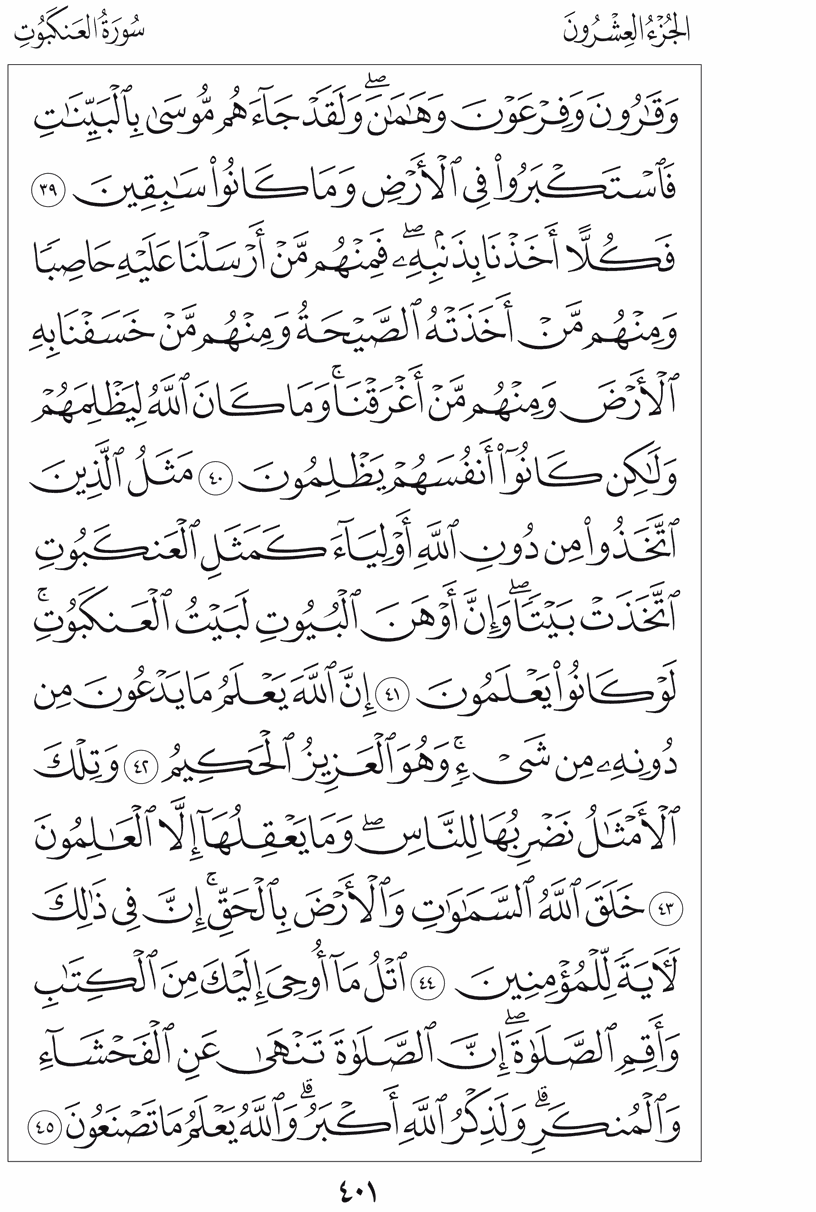 الجُزْءُ العِشْرُونَ
سُورَةُ العَنكَبُوتِ
وَقَٰرُونَ وَفِرْعَوْنَ وَهَٰمَٰنَۖ وَلَقَدْ جَآءَهُم مُّوسَىٰ بِٱلْبَيِّنَٰتِ
فَٱسْتَكْبَرُوا۟ فِى ٱلْأَرْضِ وَمَا كَانُوا۟ سَٰبِقِينَ ٣٩
فَكُلًّا أَخَذْنَا بِذَنۢبِهِۦۖ فَمِنْهُم مَّنْ أَرْسَلْنَا عَلَيْهِ حَاصِبًا
وَمِنْهُم مَّنْ أَخَذَتْهُ ٱلصَّيْحَةُ وَمِنْهُم مَّنْ خَسَفْنَا بِهِ
ٱلْأَرْضَ وَمِنْهُم مَّنْ أَغْرَقْنَاۚ وَمَا كَانَ ٱللَّهُ لِيَظْلِمَهُمْ
وَلَٰكِن كَانُوٓا۟ أَنفُسَهُمْ يَظْلِمُونَ ٤٠ مَثَلُ ٱلَّذِينَ
ٱتَّخَذُوا۟ مِن دُونِ ٱللَّهِ أَوْلِيَآءَ كَمَثَلِ ٱلْعَنكَبُوتِ
ٱتَّخَذَتْ بَيْتًاۖ وَإِنَّ أَوْهَنَ ٱلْبُيُوتِ لَبَيْتُ ٱلْعَنكَبُوتِۚ
لَوْ كَانُوا۟ يَعْلَمُونَ ٤١ إِنَّ ٱللَّهَ يَعْلَمُ مَا يَدْعُونَ مِن
دُونِهِۦ مِن شَىْءٍۚ وَهُوَ ٱلْعَزِيزُ ٱلْحَكِيمُ ٤٢ وَتِلْكَ
ٱلْأَمْثَٰلُ نَضْرِبُهَا لِلنَّاسِۖ وَمَا يَعْقِلُهَآ إِلَّا ٱلْعَٰلِمُونَ
٤٣ خَلَقَ ٱللَّهُ ٱلسَّمَٰوَٰتِ وَٱلْأَرْضَ بِٱلْحَقِّۚ إِنَّ فِى ذَٰلِكَ
لَءَايَةً لِّلْمُؤْمِنِينَ ٤٤ ٱتْلُ مَآ أُوحِىَ إِلَيْكَ مِنَ ٱلْكِتَٰبِ
وَأَقِمِ ٱلصَّلَوٰةَۖ إِنَّ ٱلصَّلَوٰةَ تَنْهَىٰ عَنِ ٱلْفَحْشَآءِ
وَٱلْمُنكَرِۗ وَلَذِكْرُ ٱللَّهِ أَكْبَرُۗ وَٱللَّهُ يَعْلَمُ مَا تَصْنَعُونَ ٤٥
٤٠١